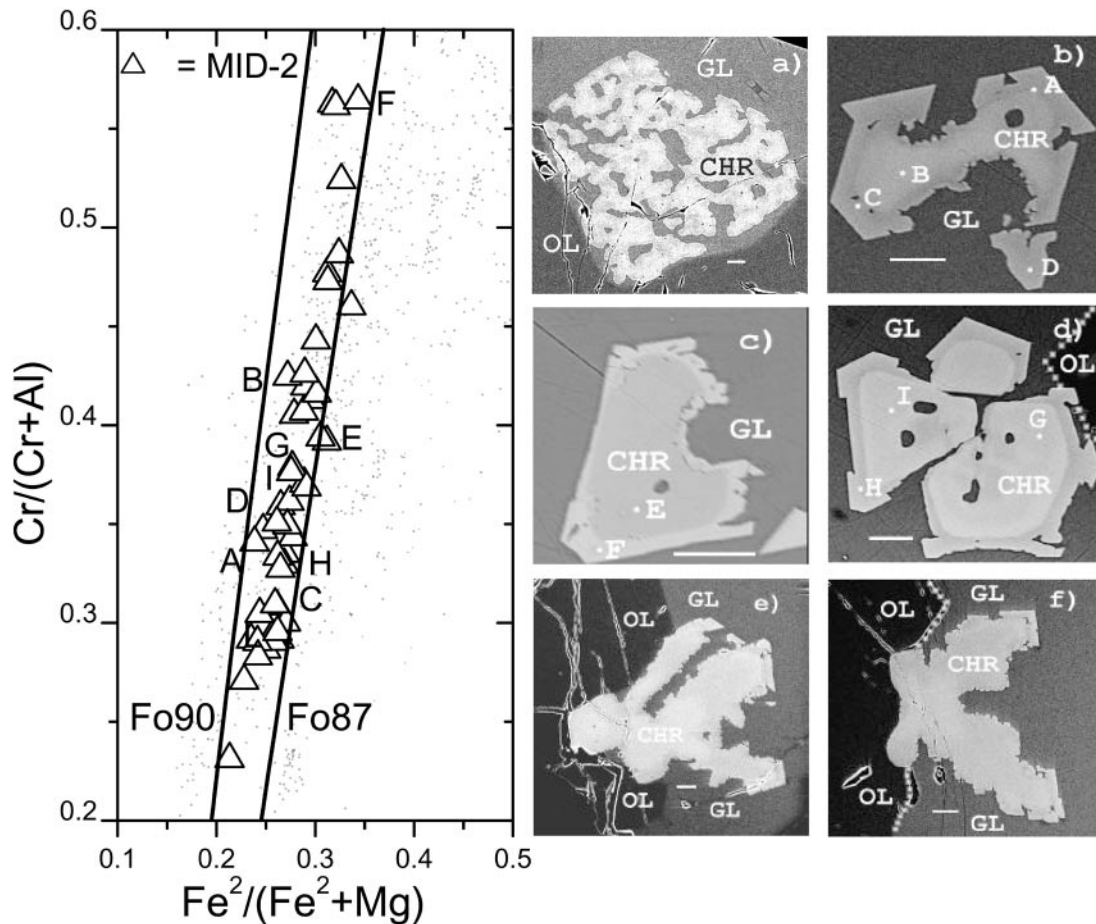 0.6
△ = MID-2
F
0.5
B
0.4
G
E
I
D
A
H
0.3
C
Fo90
Fo87
0.2
0.1
0.2
0.3
0.4
0.5
Cr/(Cr+Al)
Fe²/(Fe²+Mg)
a)
GL
CHR
OL
b)
A
CHR
B
C
GL
D
c)
GL
CHR
E
F
d)
GL
OL
I
G
H
CHR
e)
GL
OL
CHR
OL
GL
f)
OL
GL
CHR
OL
GL